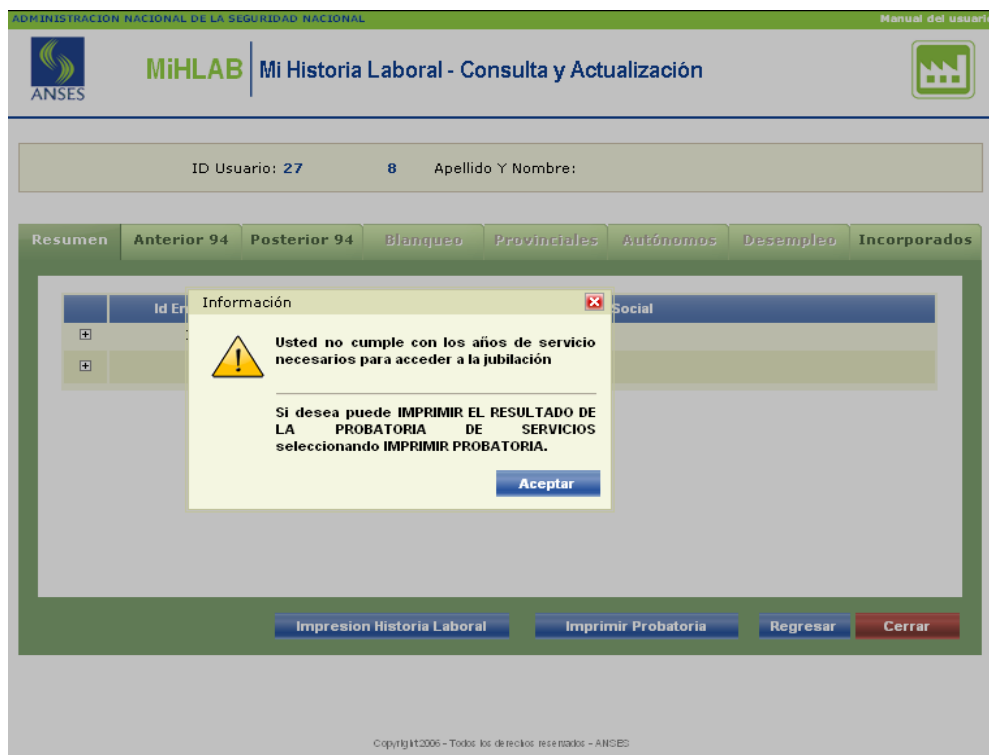 ADMINISTRACION NACIONAL DE LA SEGURIDAD NACIONAL Manual del usuario
ANSES
MiHLAB Mi Historia Laboral - Consulta y Actualización
ID Usuario: 27 8 Apellido Y Nombre:
Resumen Anterior 94 Posterior 94 Blanqueo Provinciales Autónomos Desempleo Incorporados
Id Social
Información
Usted no cumple con los años de servicio
necesarios para acceder a la jubilación
Si desea puede IMPRIMIR EL RESULTADO DE
LA PROBATORIA DE SERVICIOS
seleccionando IMPRIMIR PROBATORIA.
Aceptar
Impresion Historia Laboral Imprimir Probatoria Regresar Cerrar
Copyright2006 - Todos los derechos reservados - ANSES